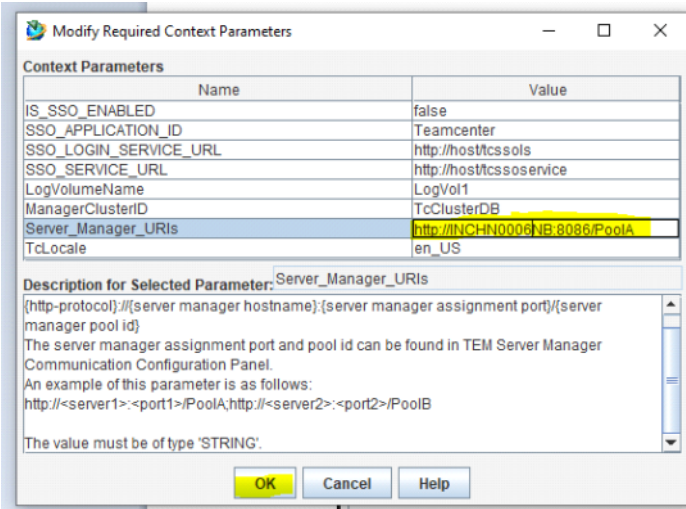 Modify Required Context Parameters
Context Parameters
Name Value
IS_SSO_ENABLED false
SSO_APPLICATION_ID Teamcenter
SSO_LOGIN_SERVICE_URL http://host/tcssols
SSO_SERVICE_URL http://host/tcssoservice
LogVolumeName LogVol1
ManagerClusterID TcClusterDB
Server_Manager_URIs http://INCHN0006NB:8086/PoolA
TcLocale en_US
Description for Selected Parameter: Server_Manager_URIs
{http-protocol}://{server manager hostname}:{server manager assignment port}/{server
manager pool id}
The server manager assignment port and pool id can be found in TEM Server Manager
Communication Configuration Panel.
An example of this parameter is as follows:
http://<server1>:<port1>/PoolA;http://<server2>:<port2>/PoolB
The value must be of type 'STRING'.
OK Cancel Help